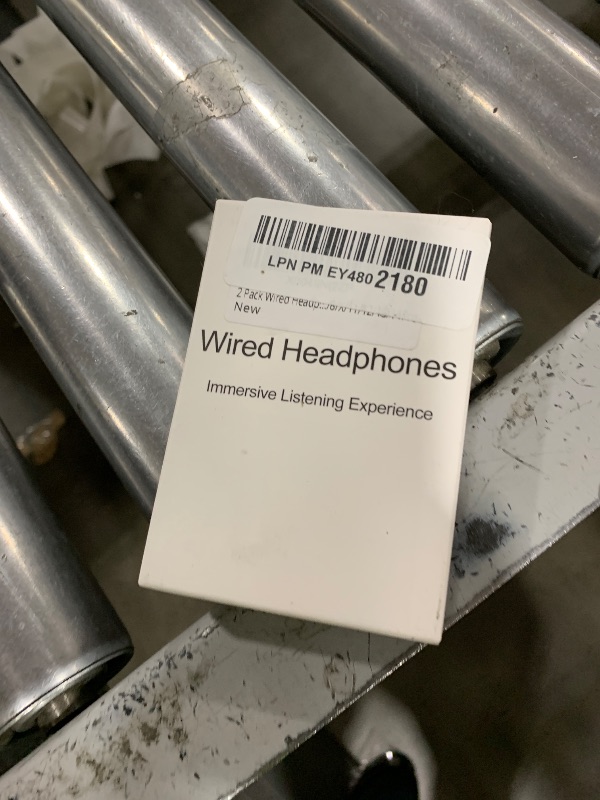 LPN PM EY480 2180
2 Pack Wired
New
Wired Headphones
Immersive Listening Experience